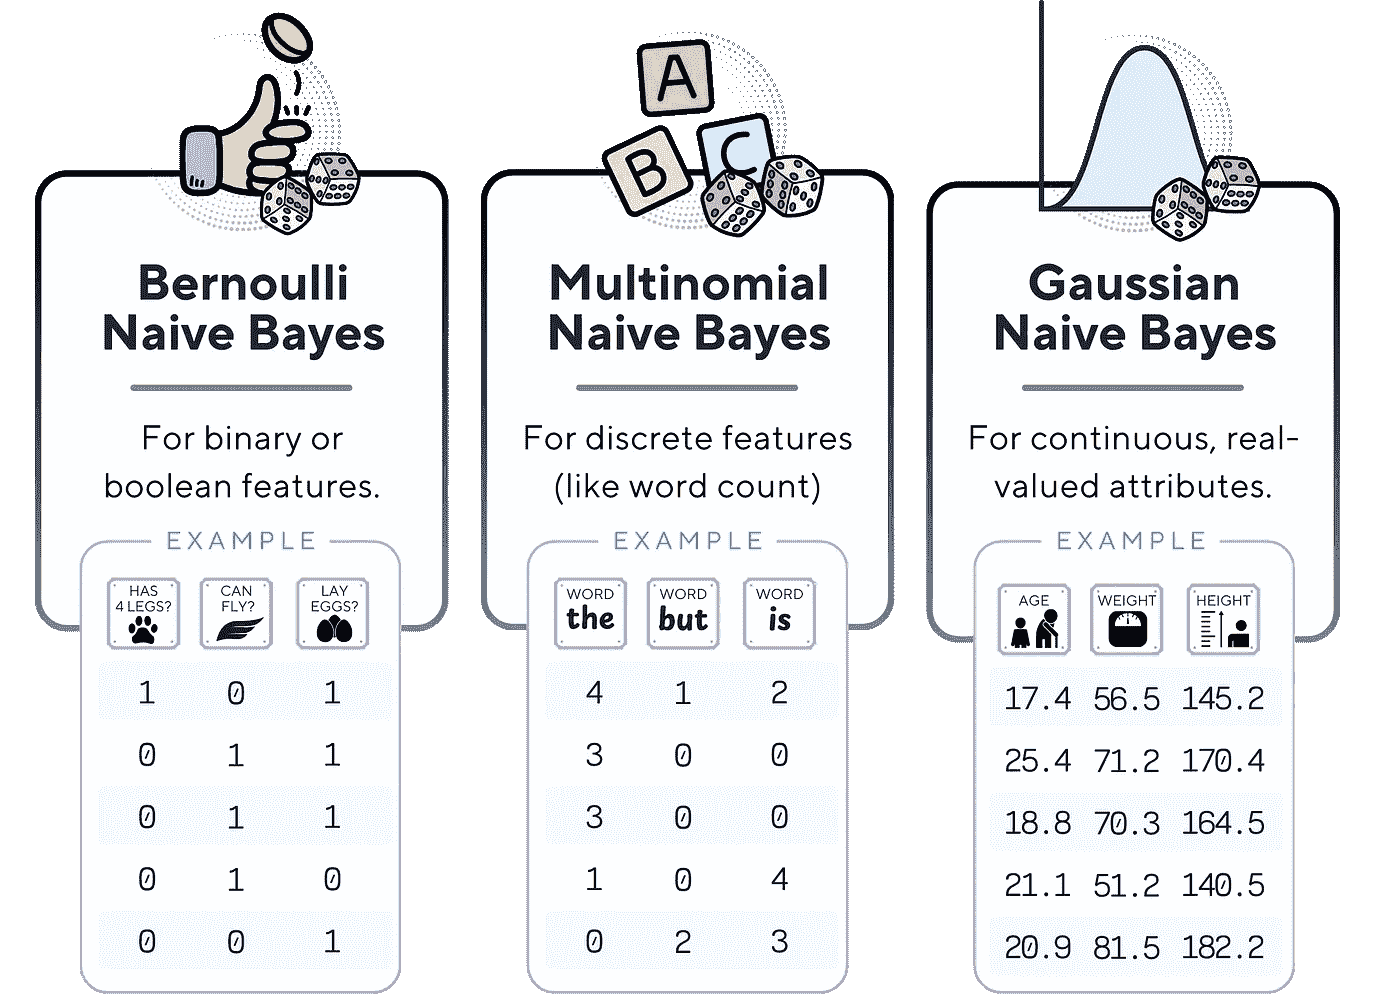 A
B
C
Bernoulli
Naive Bayes
For binary or
boolean features.
EXAMPLE
HAS
4 LEGS?
CAN
FLY?
LAY
EGGS?
1 0 1
0 1 1
0 1 1
0 1 0
0 0 1
Multinomial
Naive Bayes
For discrete features
(like word count)
EXAMPLE
WORD
the
WORD
but
WORD
is
4 1 2
3 0 0
3 0 0
1 0 4
0 2 3
Gaussian
Naive Bayes
For continuous, real-
valued attributes.
EXAMPLE
AGE
WEIGHT
HEIGHT
17.4 56.5 145.2
25.4 71.2 170.4
18.8 70.3 164.5
21.1 51.2 140.5
20.9 81.5 182.2